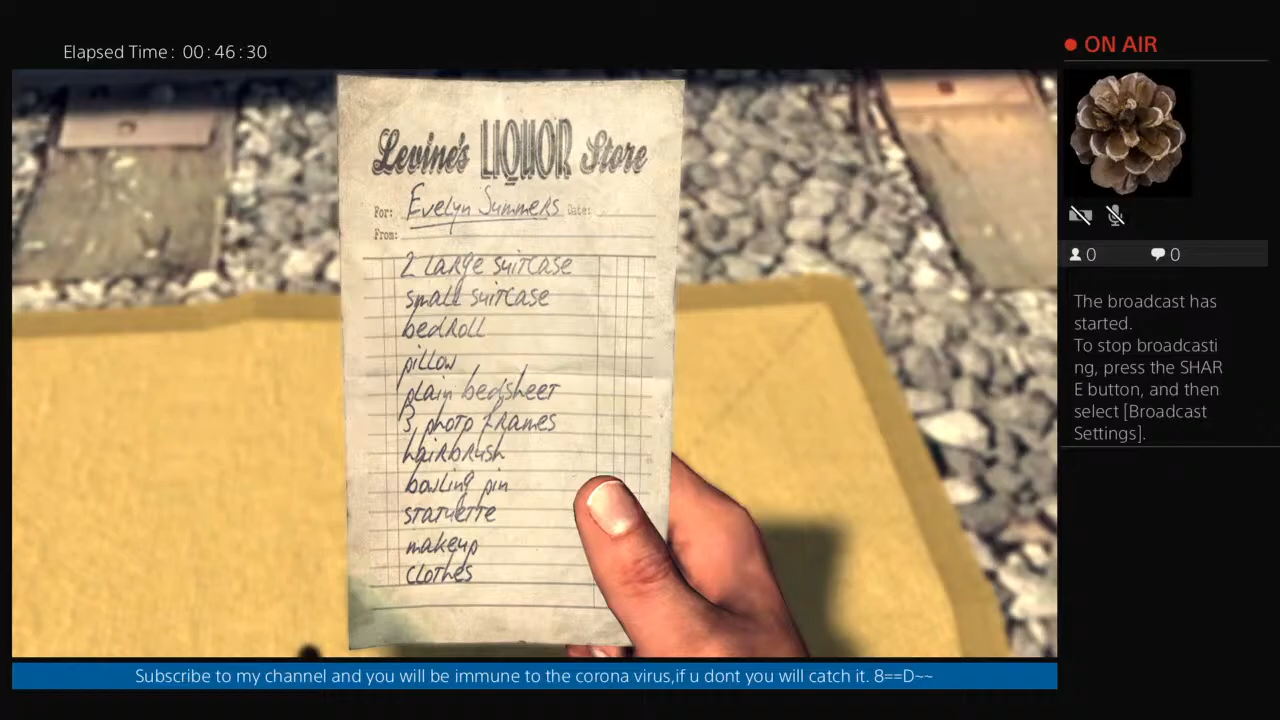 Elapsed Time: 00:46:30
ON AIR
Levine's LIQUOR Store
For: Evelyn Summers Date:
From:
2 large suitcase
small suitcase
bedroll
pillow
plain bedsheet
3 photo frames
hairbrush
bowling pin
statuette
makeup
clothes
0 0
The broadcast has
started.
To stop broadcasti
ng, press the SHAR
E button, and then
select [Broadcast
Settings].
Subscribe to my channel and you will be immune to the corona virus,if u dont you will catch it. 8==D~~